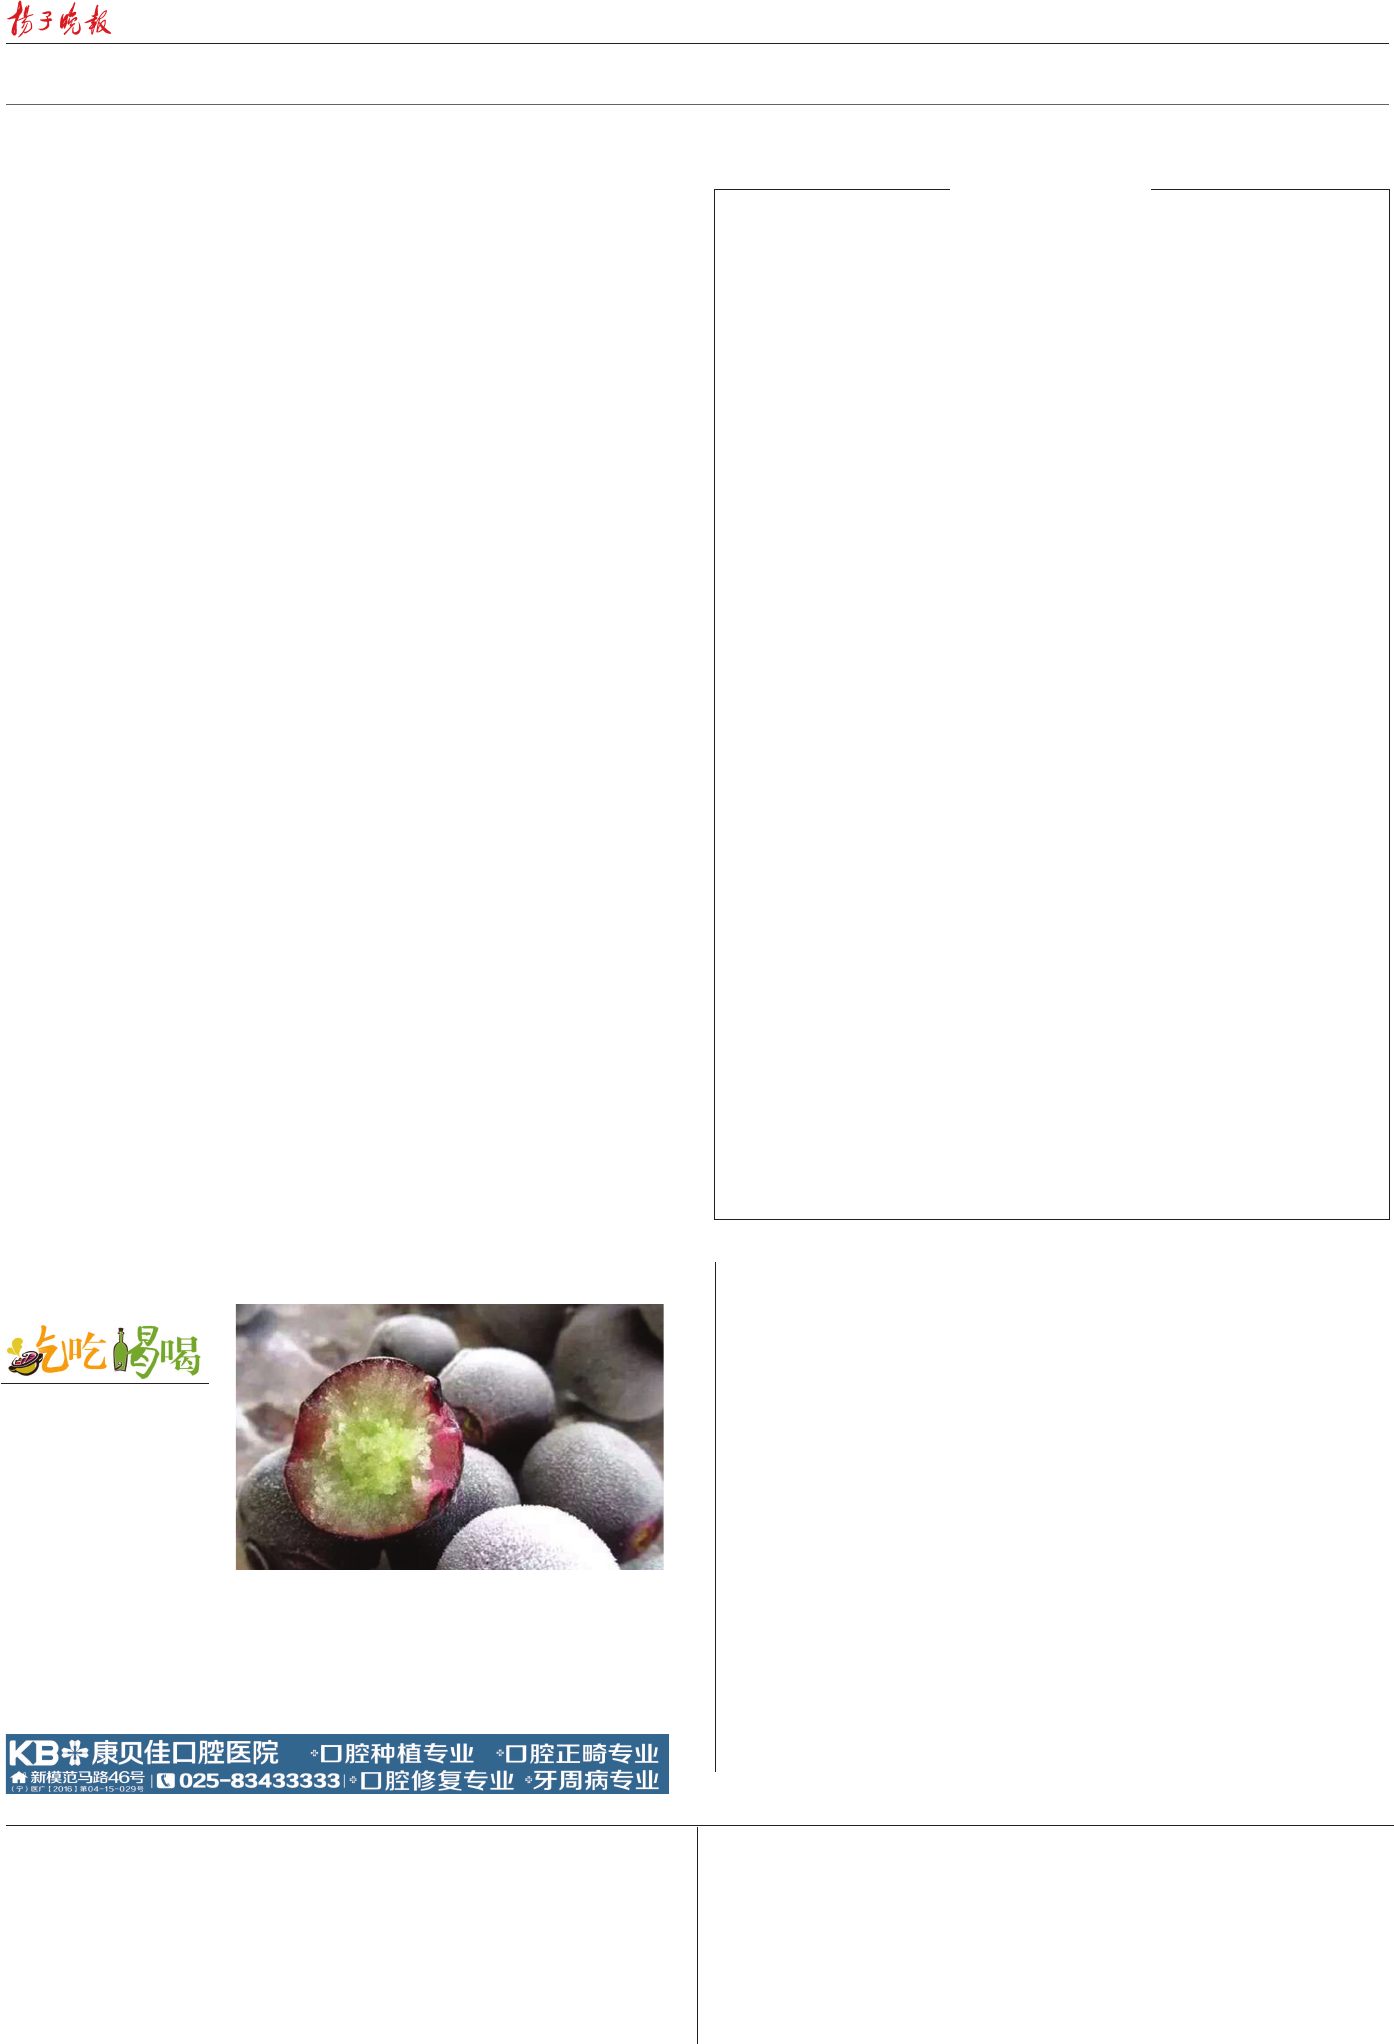 扬子晚报
吃吃喝喝
KB康贝佳口腔医院
新模范马路46号 025-83433333
(宁)医广[2016]第04-15-029号
口腔种植专业 口腔正畸专业
口腔修复专业 牙周病专业